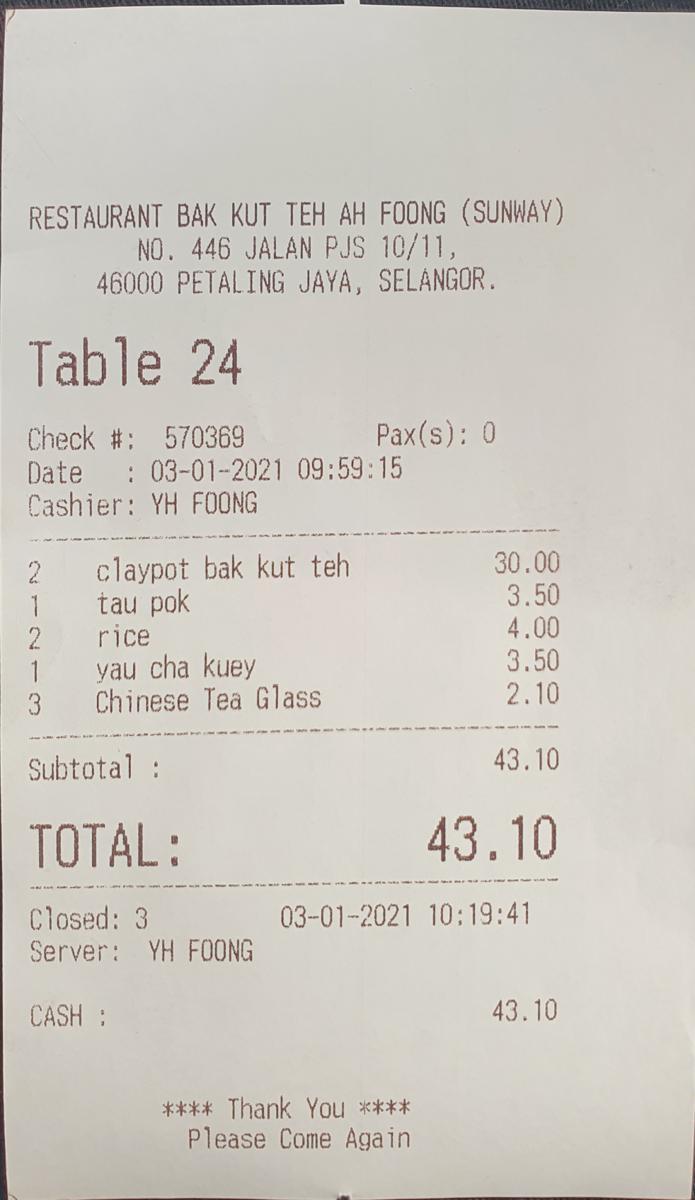 RESTAURANT BAK KUT TEH AH FOONG (SUNWAY)
NO. 446 JALAN PJS 10/11,
46000 PETALING JAYA, SELANGOR.
Table 24
Check #: 570369 Pax(s): 0
Date : 03-01-2021 09:59:15
Cashier: YH FOONG
2 claypot bak kut teh 30.00
1 tau pok 3.50
2 rice 4.00
1 yau cha kuey 3.50
3 Chinese Tea Glass 2.10
Subtotal : 43.10
TOTAL: 43.10
Closed: 3 03-01-2021 10:19:41
Server: YH FOONG
CASH : 43.10
**** Thank You ****
Please Come Again